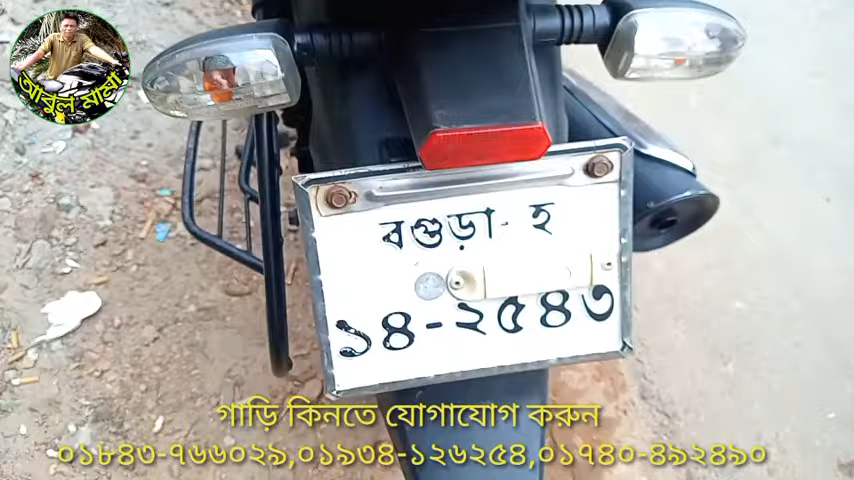 আবুল মামা
বগুড়া - হ
১৪-২৫৪৩
গাড়ি কিনতে যোগাযোগ করুন
০১৮৪৩-৭৬৬০২৯,০১৯৩৪-১২৬২৫৪,০১৭৪০-৪৯২৪৯০